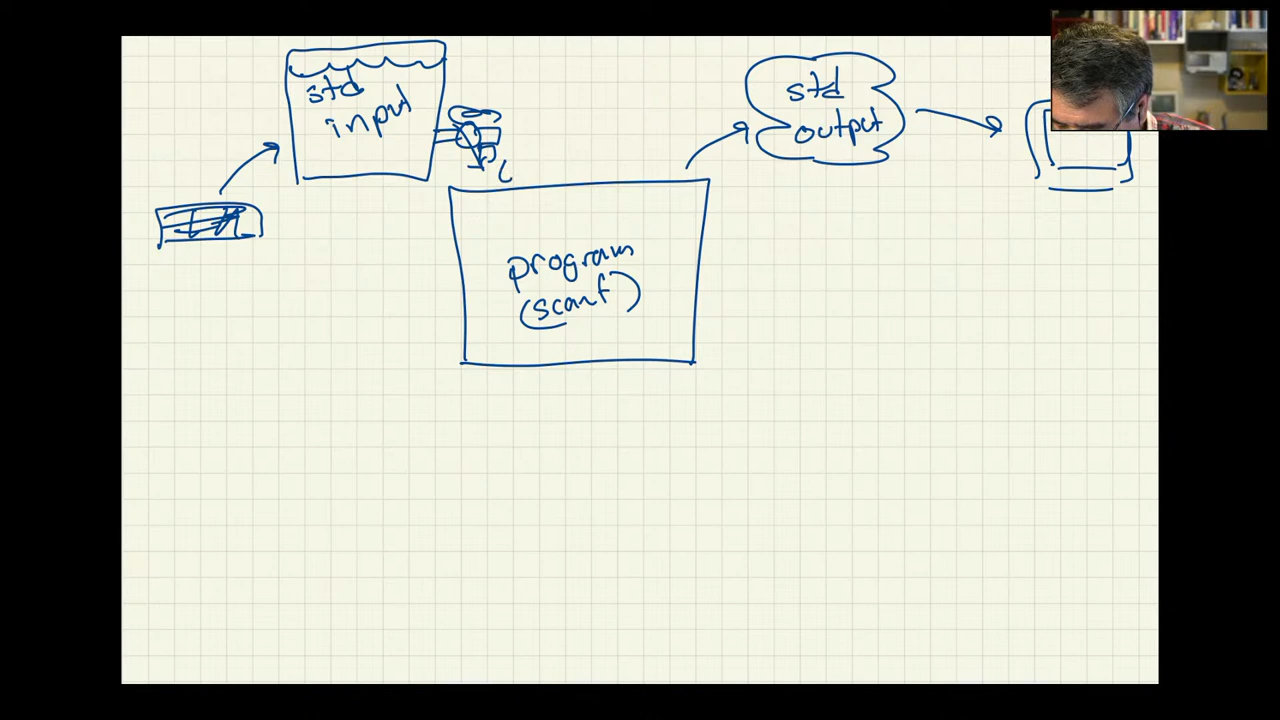 std
input
std
output
program
(scanf)